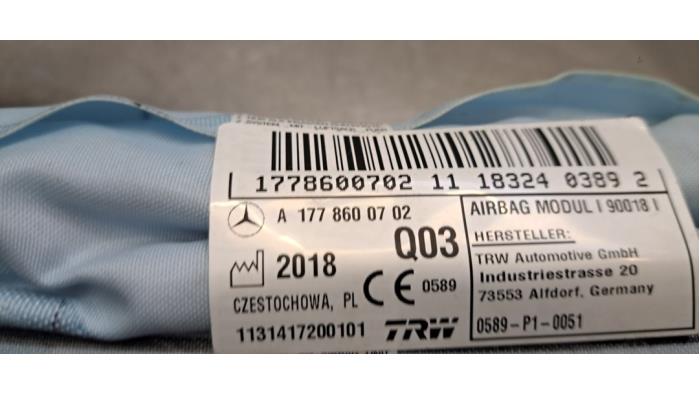 1778600702 11 18324 0389 2
A 177 860 07 02
Q03
AIRBAG MODUL I 90018 I
HERSTELLER:
TRW Automotive GmbH
Industriestrasse 20
73553 Alfdorf, Germany
2018
CE 0589
CZESTOCHOWA, PL
1131417200101
TRW
0589-P1-0051